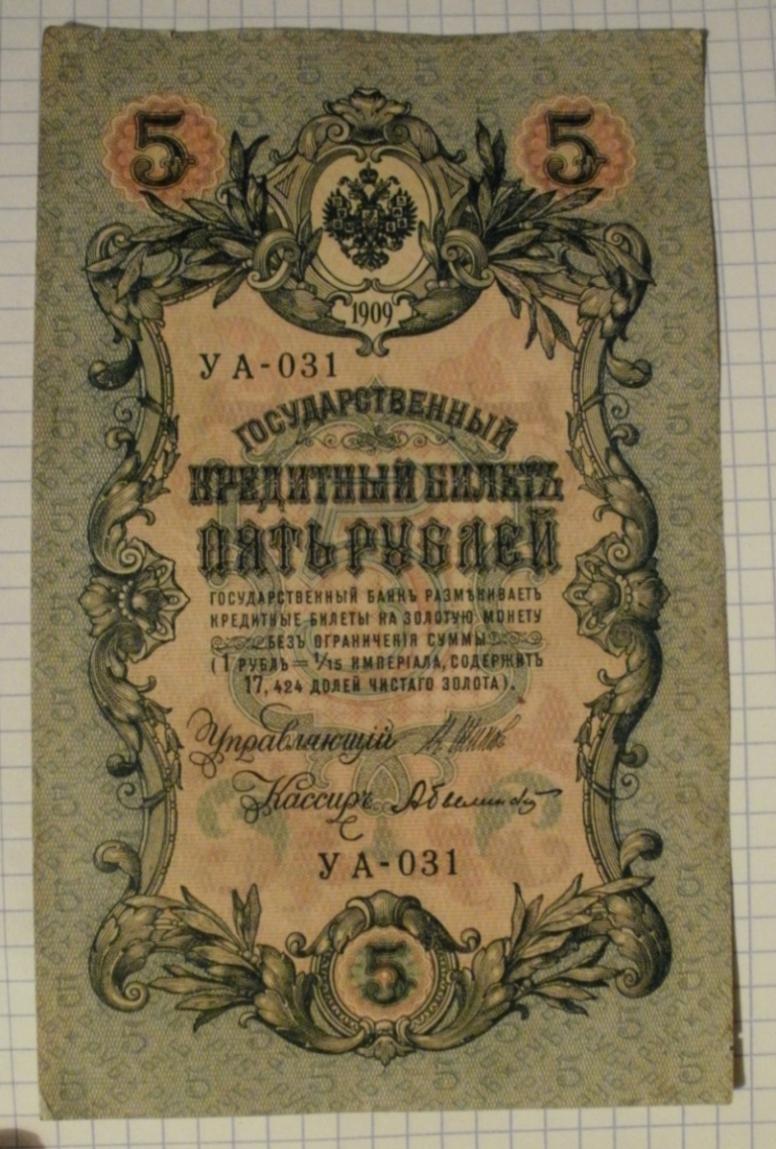 5 5
1909
УА-031
ГОСУДАРСТВЕННЫЙ
КРЕДИТНЫЙ БИЛЕТЪ
ПЯТЬ РУБЛЕЙ
ГОСУДАРСТВЕННЫЙ БАНКЪ РАЗМѢНИВАЕТЪ
КРЕДИТНЫЕ БИЛЕТЫ НА ЗОЛОТУЮ МОНЕТУ
БЕЗЪ ОГРАНИЧЕНІЯ СУММЫ
(1 РУБЛЬ = 1/15 ИМПЕРІАЛА, СОДЕРЖИТЪ
17,424 ДОЛЕЙ ЧИСТАГО ЗОЛОТА).
Управляющій
Кассиръ
УА-031
5